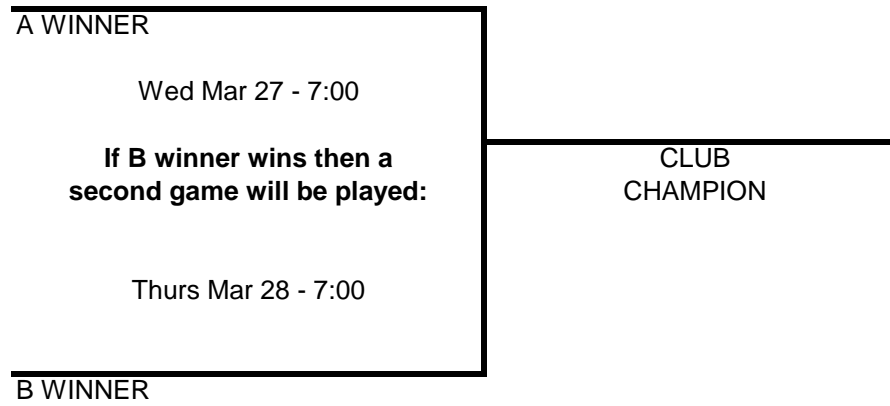 A WINNER
Wed Mar 27 - 7:00
If B winner wins then a
second game will be played:
CLUB
CHAMPION
Thurs Mar 28 - 7:00
B WINNER